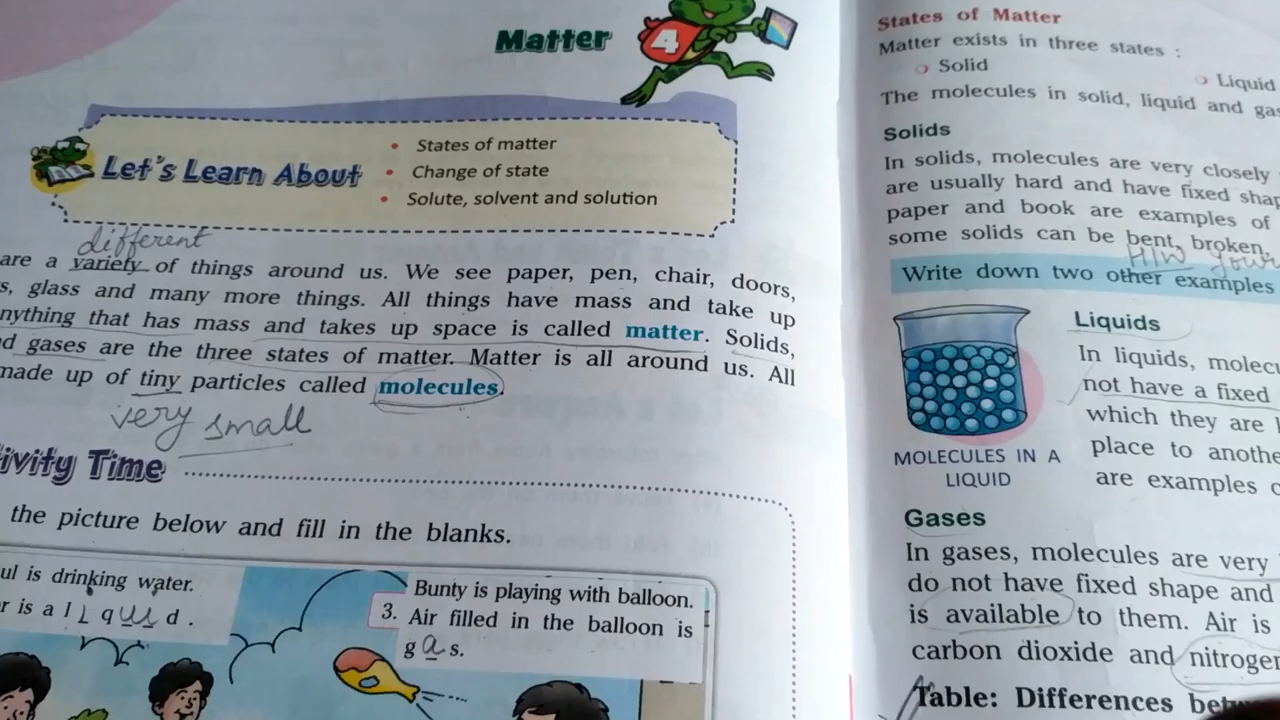 Matter
4
Let's Learn About
• States of matter
• Change of state
• Solute, solvent and solution
different
are a variety of things around us. We see paper, pen, chair, doors,
s, glass and many more things. All things have mass and take up
nything that has mass and takes up space is called matter. Solids,
d gases are the three states of matter. Matter is all around us. All
made up of tiny particles called molecules.
very small
ivity Time
the picture below and fill in the blanks.
ul is drinking water.
r is a l i q u i d .
Bunty is playing with balloon.
3. Air filled in the balloon is
g a s.
States of Matter
Matter exists in three states :
Solid
Liquid
The molecules in solid, liquid and ga
Solids
In solids, molecules are very closely
are usually hard and have fixed shap
paper and book are examples of
some solids can be bent, broken,
H/W your
Write down two other examples
Liquids
In liquids, molecu
not have a fixed
which they are
place to anothe
are examples
MOLECULES IN A
LIQUID
Gases
In gases, molecules are very
do not have fixed shape and
is available to them. Air is
carbon dioxide and nitrogen
Table: Differences betw